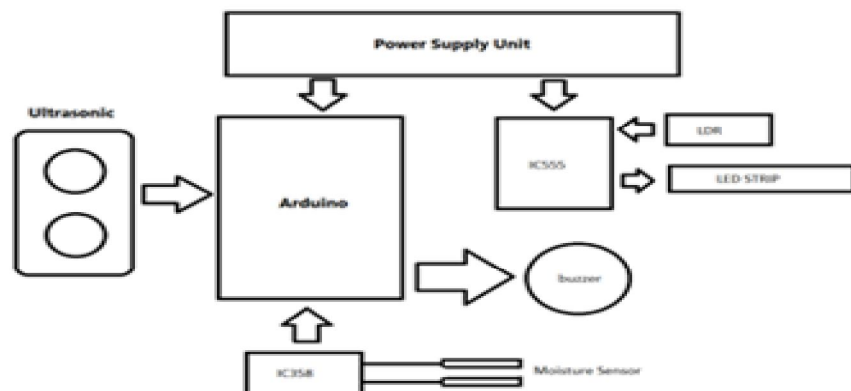 Power Supply Unit
Ultrasonic
LDR
IC555
LED STRIP
Arduino
buzzer
IC358
Moisture Sensor